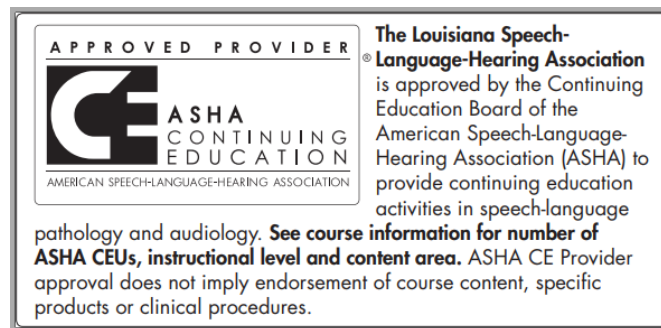 APPROVED PROVIDER
CE
ASHA
CONTINUING
EDUCATION
AMERICAN SPEECH-LANGUAGE-HEARING ASSOCIATION
®
The Louisiana Speech-
Language-Hearing Association
is approved by the Continuing
Education Board of the
American Speech-Language-
Hearing Association (ASHA) to
provide continuing education
activities in speech-language
pathology and audiology. See course information for number of
ASHA CEUs, instructional level and content area. ASHA CE Provider
approval does not imply endorsement of course content, specific
products or clinical procedures.